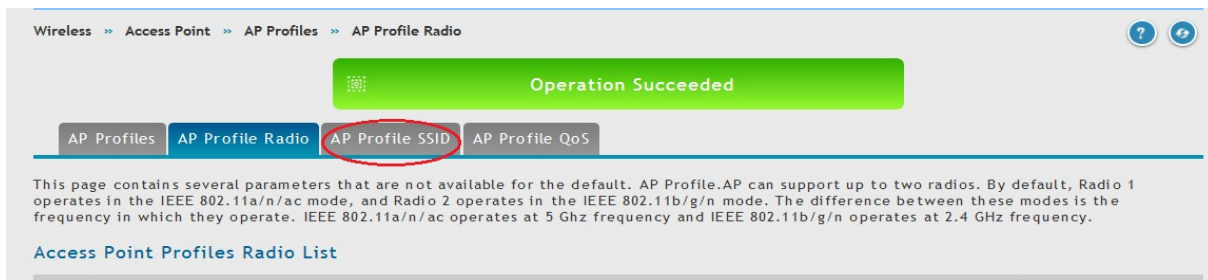 Wireless » Access Point » AP Profiles » AP Profile Radio
?
Operation Succeeded
AP Profiles AP Profile Radio AP Profile SSID AP Profile QoS
This page contains several parameters that are not available for the default. AP Profile.AP can support up to two radios. By default, Radio 1
operates in the IEEE 802.11a/n/ac mode, and Radio 2 operates in the IEEE 802.11b/g/n mode. The difference between these modes is the
frequency in which they operate. IEEE 802.11a/n/ac operates at 5 Ghz frequency and IEEE 802.11b/g/n operates at 2.4 GHz frequency.
Access Point Profiles Radio List